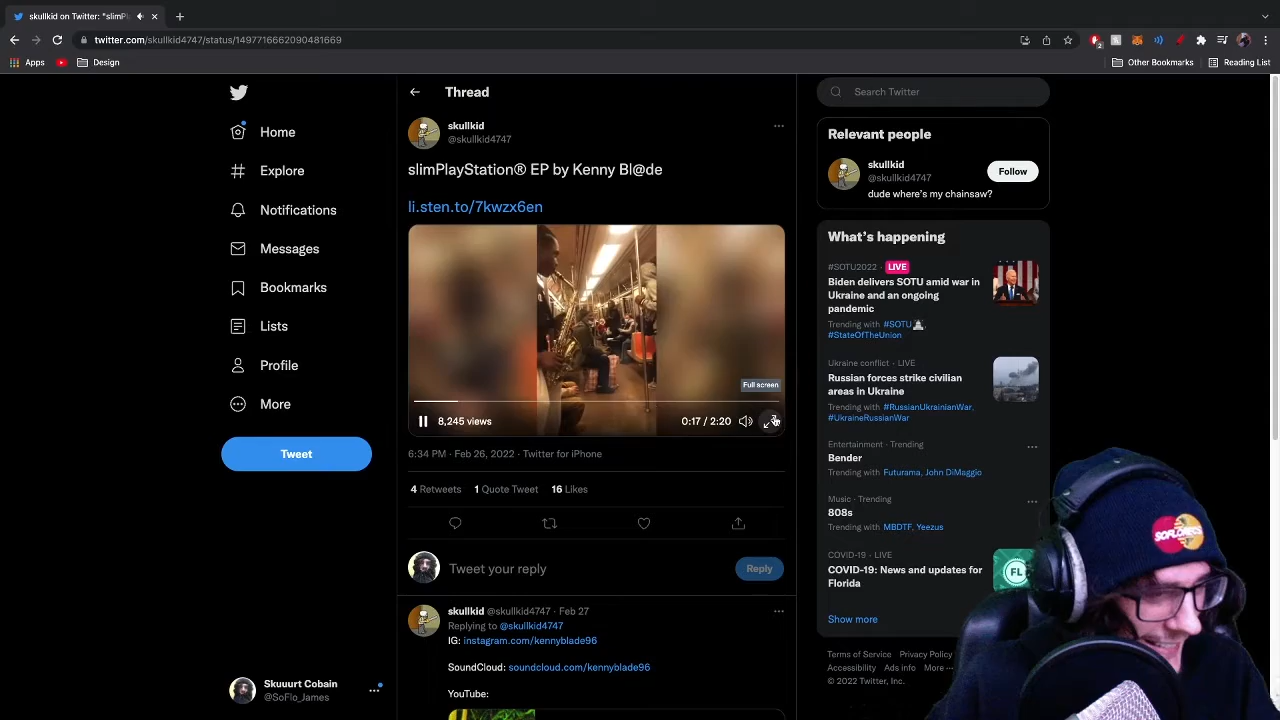 skullkid on Twitter: "slimPl
twitter.com/skullkid4747/status/1497716662090481669
Apps
Design
Other Bookmarks
Reading List
Home
Explore
Notifications
Messages
Bookmarks
Lists
Profile
More
Tweet
Skuuurt Cobain
@SoFlo_James
Thread
skullkid
@skullkid4747
slimPlayStation® EP by Kenny Bl@de
li.sten.to/7kwzx6en
Full screen
8,245 views
0:17 / 2:20
6:34 PM · Feb 26, 2022 · Twitter for iPhone
4 Retweets 1 Quote Tweet 16 Likes
Tweet your reply
Reply
skullkid @skullkid4747 · Feb 27
Replying to @skullkid4747
IG: instagram.com/kennyblade96
SoundCloud: soundcloud.com/kennyblade96
YouTube:
Search Twitter
Relevant people
skullkid
@skullkid4747
Follow
dude where's my chainsaw?
What's happening
#SOTU2022 · LIVE
Biden delivers SOTU amid war in
Ukraine and an ongoing
pandemic
Trending with #SOTU,
#StateOfTheUnion
Ukraine conflict · LIVE
Russian forces strike civilian
areas in Ukraine
Trending with #RussianUkrainianWar,
#UkraineRussianWar
Entertainment · Trending
Bender
Trending with Futurama, John DiMaggio
Music · Trending
808s
Trending with MBDTF, Yeezus
COVID-19 · LIVE
COVID-19: News and updates for
Florida
FL
Show more
Terms of Service Privacy Policy
Accessibility Ads info More ···
© 2022 Twitter, Inc.